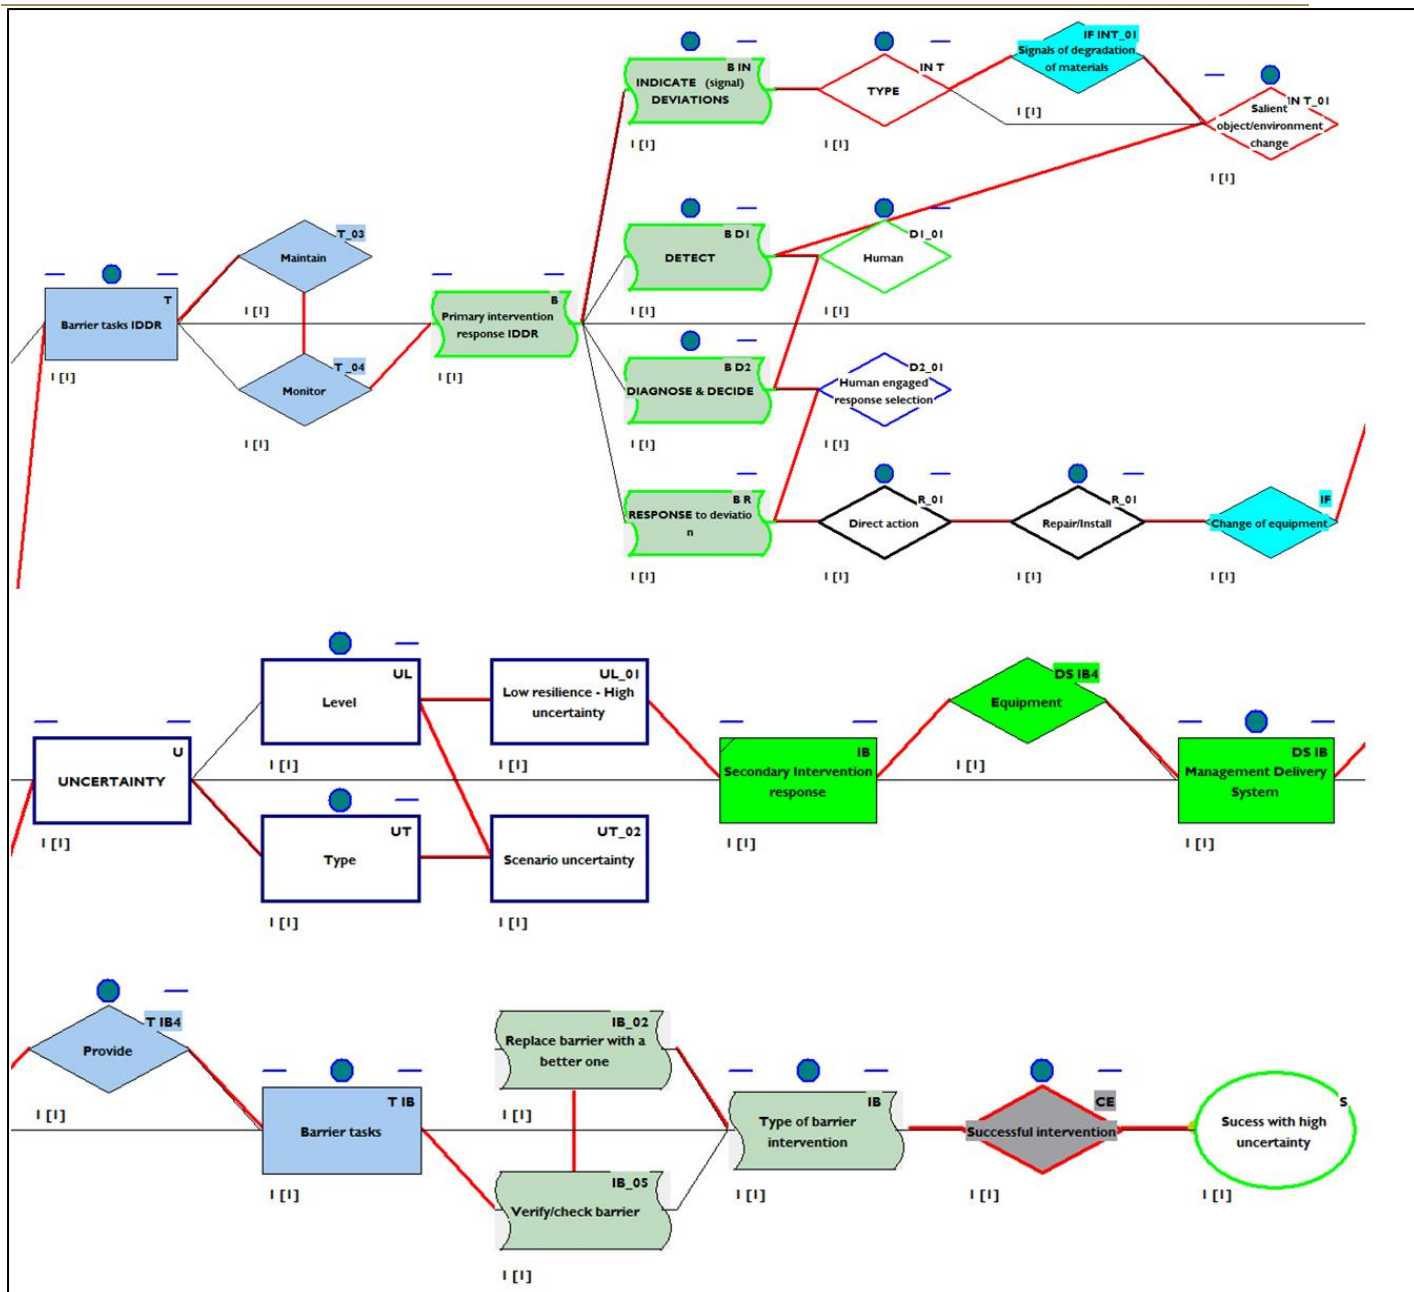 B IN
INDICATE (signal)
DEVIATIONS
I [I]
IN T
TYPE
I [I]
IF INT_01
Signals of degradation
of materials
I [I]
IN T_01
Salient
object/environment
change
I [I]
T_03
Maintain
I [I]
B D1
DETECT
I [I]
D1_01
Human
I [I]
T
Barrier tasks IDDR
I [I]
B
Primary intervention
response IDDR
I [I]
T_04
Monitor
I [I]
B D2
DIAGNOSE & DECIDE
I [I]
D2_01
Human engaged
response selection
I [I]
B R
RESPONSE to deviatio
n
I [I]
R_01
Direct action
I [I]
R_01
Repair/Install
I [I]
IF
Change of equipment
I [I]
U
UNCERTAINTY
I [I]
UL
Level
I [I]
UL_01
Low resilience - High
uncertainty
I [I]
UT
Type
I [I]
UT_02
Scenario uncertainty
I [I]
IB
Secondary Intervention
response
I [I]
DS IB4
Equipment
I [I]
DS IB
Management Delivery
System
I [I]
T IB4
Provide
I [I]
T IB
Barrier tasks
I [I]
IB_02
Replace barrier with a
better one
I [I]
IB_05
Verify/check barrier
I [I]
IB
Type of barrier
intervention
I [I]
CE
Successful intervention
I [I]
S
Sucess with high
uncertainty
I [I]